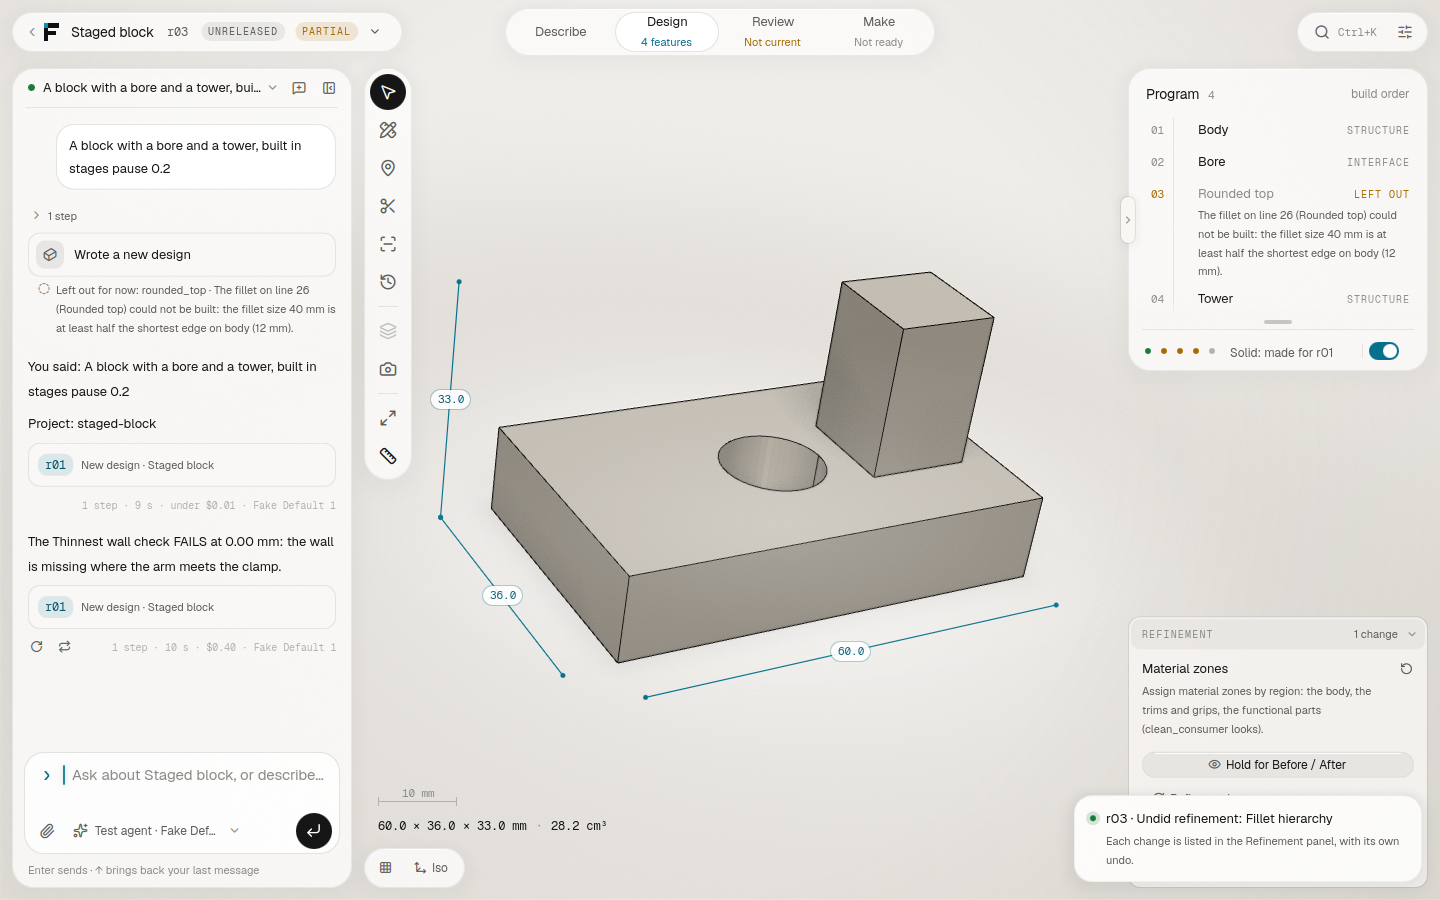 Staged block r03 UNRELEASED PARTIAL
Describe
Design
4 features
Review
Not current
Make
Not ready
Ctrl+K
A block with a bore and a tower, bui...
A block with a bore and a tower, built in
stages pause 0.2
1 step
Wrote a new design
Left out for now: rounded_top · The fillet on line 26
(Rounded top) could not be built: the fillet size 40 mm is
at least half the shortest edge on body (12 mm).
You said: A block with a bore and a tower, built in
stages pause 0.2
Project: staged-block
r01 New design · Staged block
1 step · 9 s · under $0.01 · Fake Default 1
The Thinnest wall check FAILS at 0.00 mm: the wall
is missing where the arm meets the clamp.
r01 New design · Staged block
1 step · 10 s · $0.40 · Fake Default 1
Ask about Staged block, or describe...
Test agent · Fake Def...
Enter sends · ↑ brings back your last message
33.0
36.0
60.0
10 mm
60.0 × 36.0 × 33.0 mm · 28.2 cm³
Iso
Program 4 build order
01 Body STRUCTURE
02 Bore INTERFACE
03 Rounded top LEFT OUT
The fillet on line 26 (Rounded top) could
not be built: the fillet size 40 mm is at
least half the shortest edge on body (12
mm).
04 Tower STRUCTURE
Solid: made for r01
REFINEMENT 1 change
Material zones
Assign material zones by region: the body, the
trims and grips, the functional parts
(clean_consumer looks).
Hold for Before / After
r03 · Undid refinement: Fillet hierarchy
Each change is listed in the Refinement panel, with its own
undo.